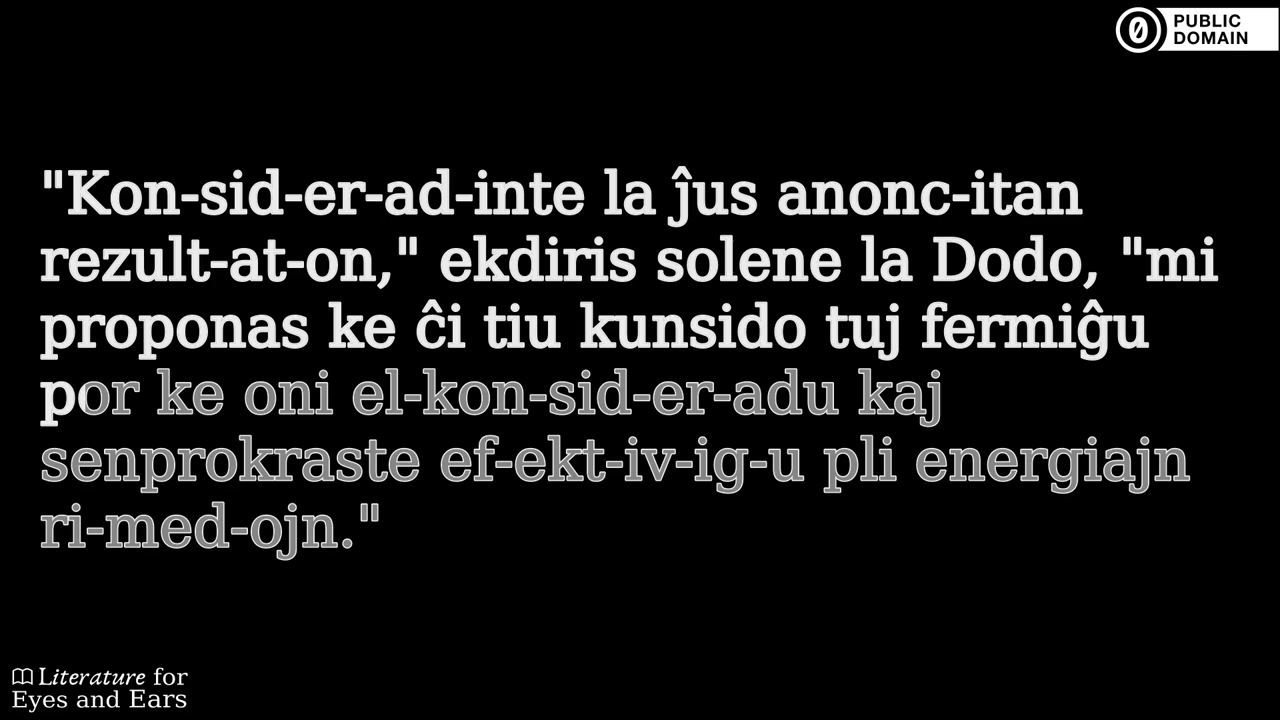 PUBLIC
DOMAIN
"Kon-sid-er-ad-inte la ĵus anonc-itan
rezult-at-on," ekdiris solene la Dodo, "mi
proponas ke ĉi tiu kunsido tuj fermiĝu
por ke oni el-kon-sid-er-adu kaj
senprokraste ef-ekt-iv-ig-u pli energiajn
ri-med-ojn."
Literature for
Eyes and Ears